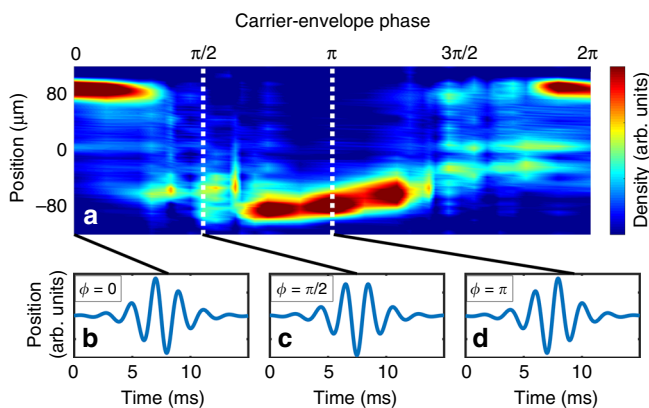 Carrier-envelope phase
0 π/2 π 3π/2 2π
Position (μm)
80
0
−80
a
Density (arb. units)
Position
(arb. units)
ϕ = 0
b
ϕ = π/2
c
ϕ = π
d
0 5 10 0 5 10 0 5 10
Time (ms) Time (ms) Time (ms)